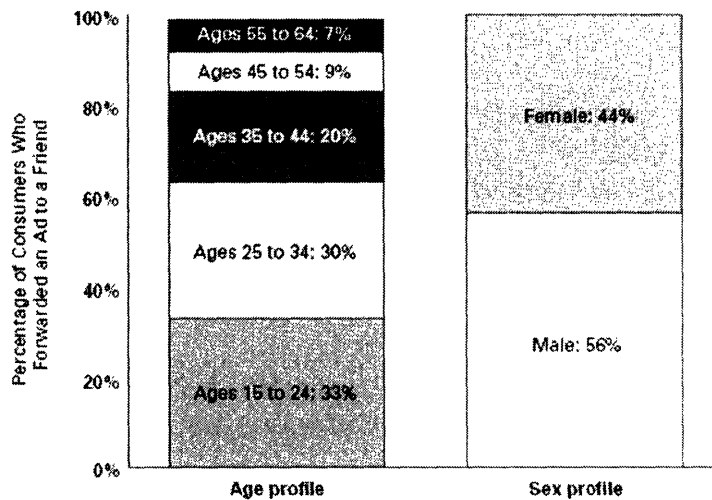 Percentage of Consumers Who
Forwarded an Ad to a Friend
100%
80%
60%
40%
20%
0%
Ages 55 to 64: 7%
Ages 45 to 54: 9%
Ages 35 to 44: 20%
Ages 25 to 34: 30%
Ages 15 to 24: 33%
Age profile
Female: 44%
Male: 56%
Sex profile